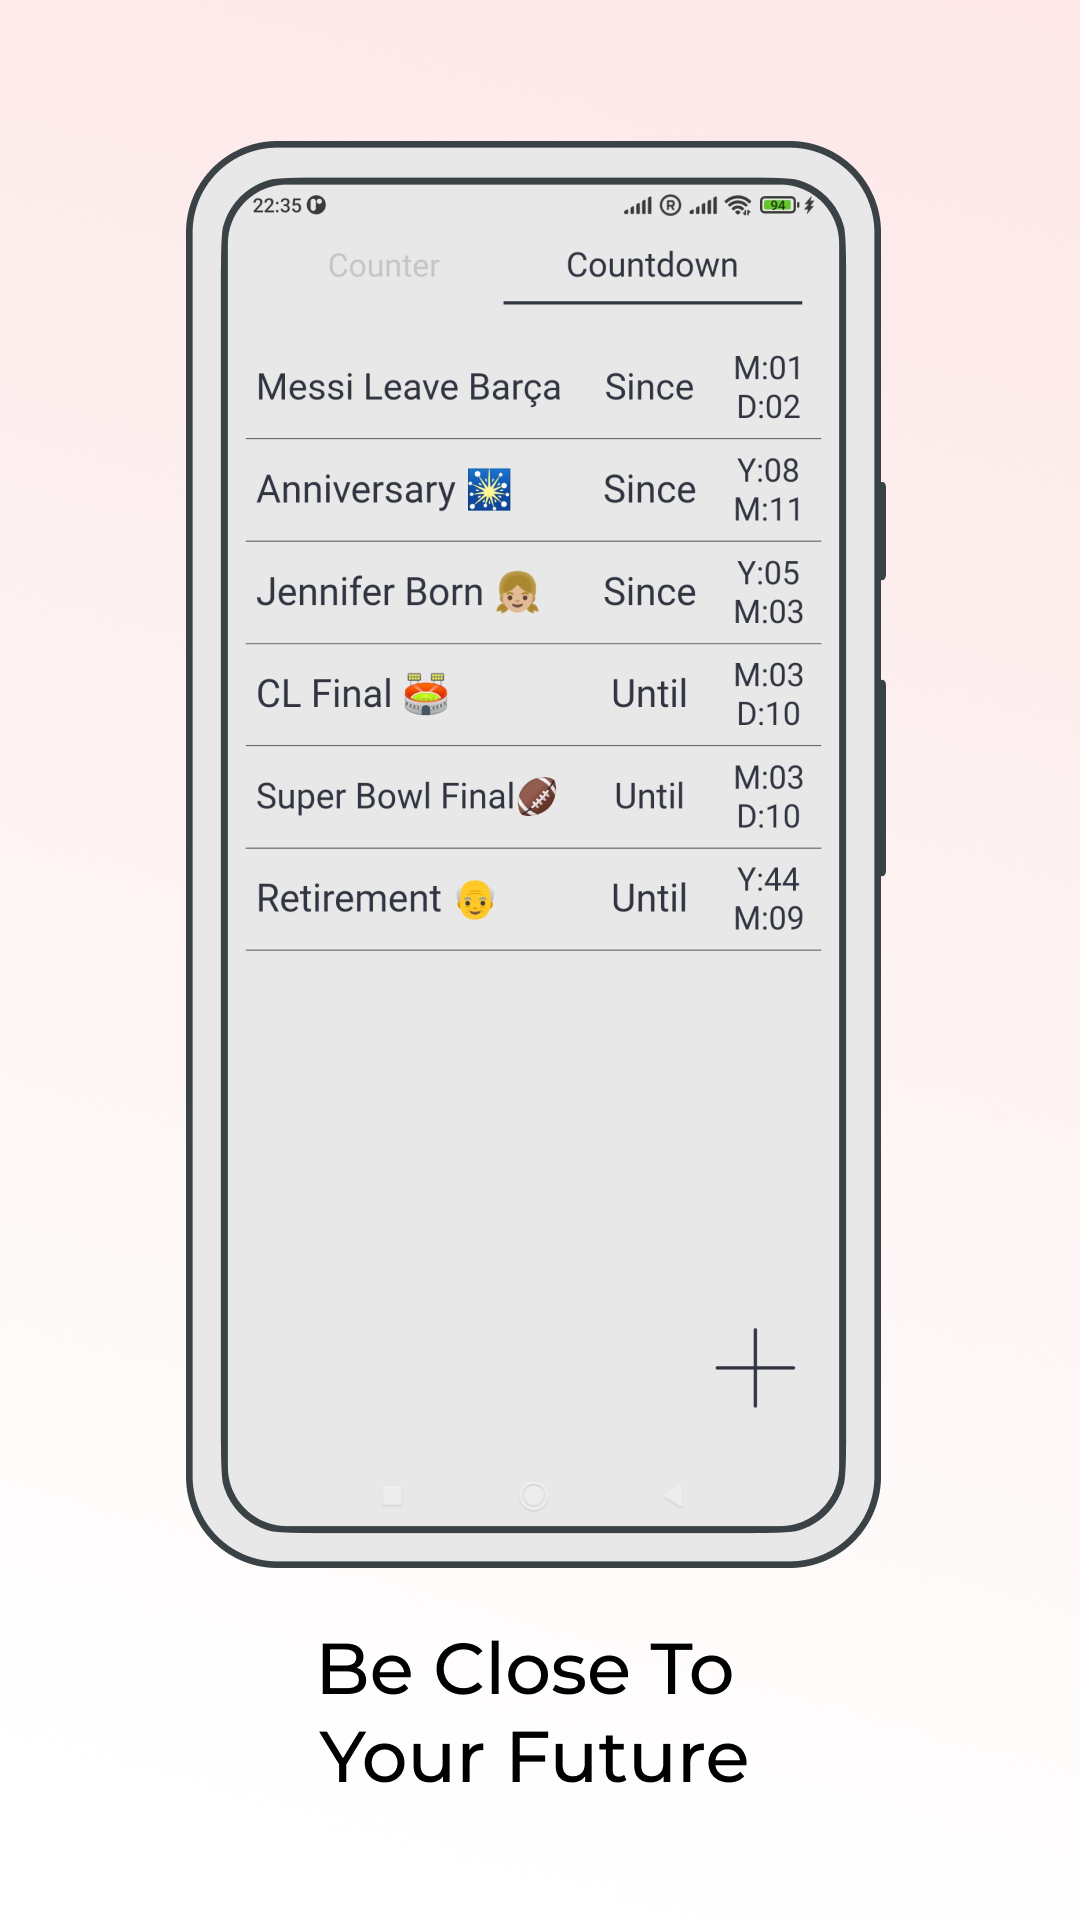 22:35 R 94
Counter Countdown
Messi Leave Barça Since M:01
D:02
Anniversary 🎇 Since Y:08
M:11
Jennifer Born 👧🏼 Since Y:05
M:03
CL Final 🏟️ Until M:03
D:10
Super Bowl Final🏈 Until M:03
D:10
Retirement 👴 Until Y:44
M:09
Be Close To
Your Future